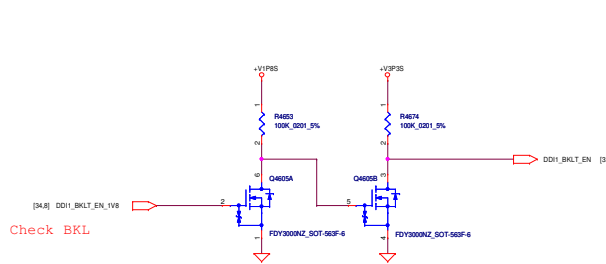 +V1P8S
+V3P3S
1
R4653
100K_0201_5%
2
1
R4674
100K_0201_5%
2
6
Q4605A
3
Q4605B
DDI1_BKLT_EN [3
[34,8] DDI1_BKLT_EN_1V8
2
5
1
FDY3000NZ_SOT-563F-6
4
FDY3000NZ_SOT-563F-6
Check BKL